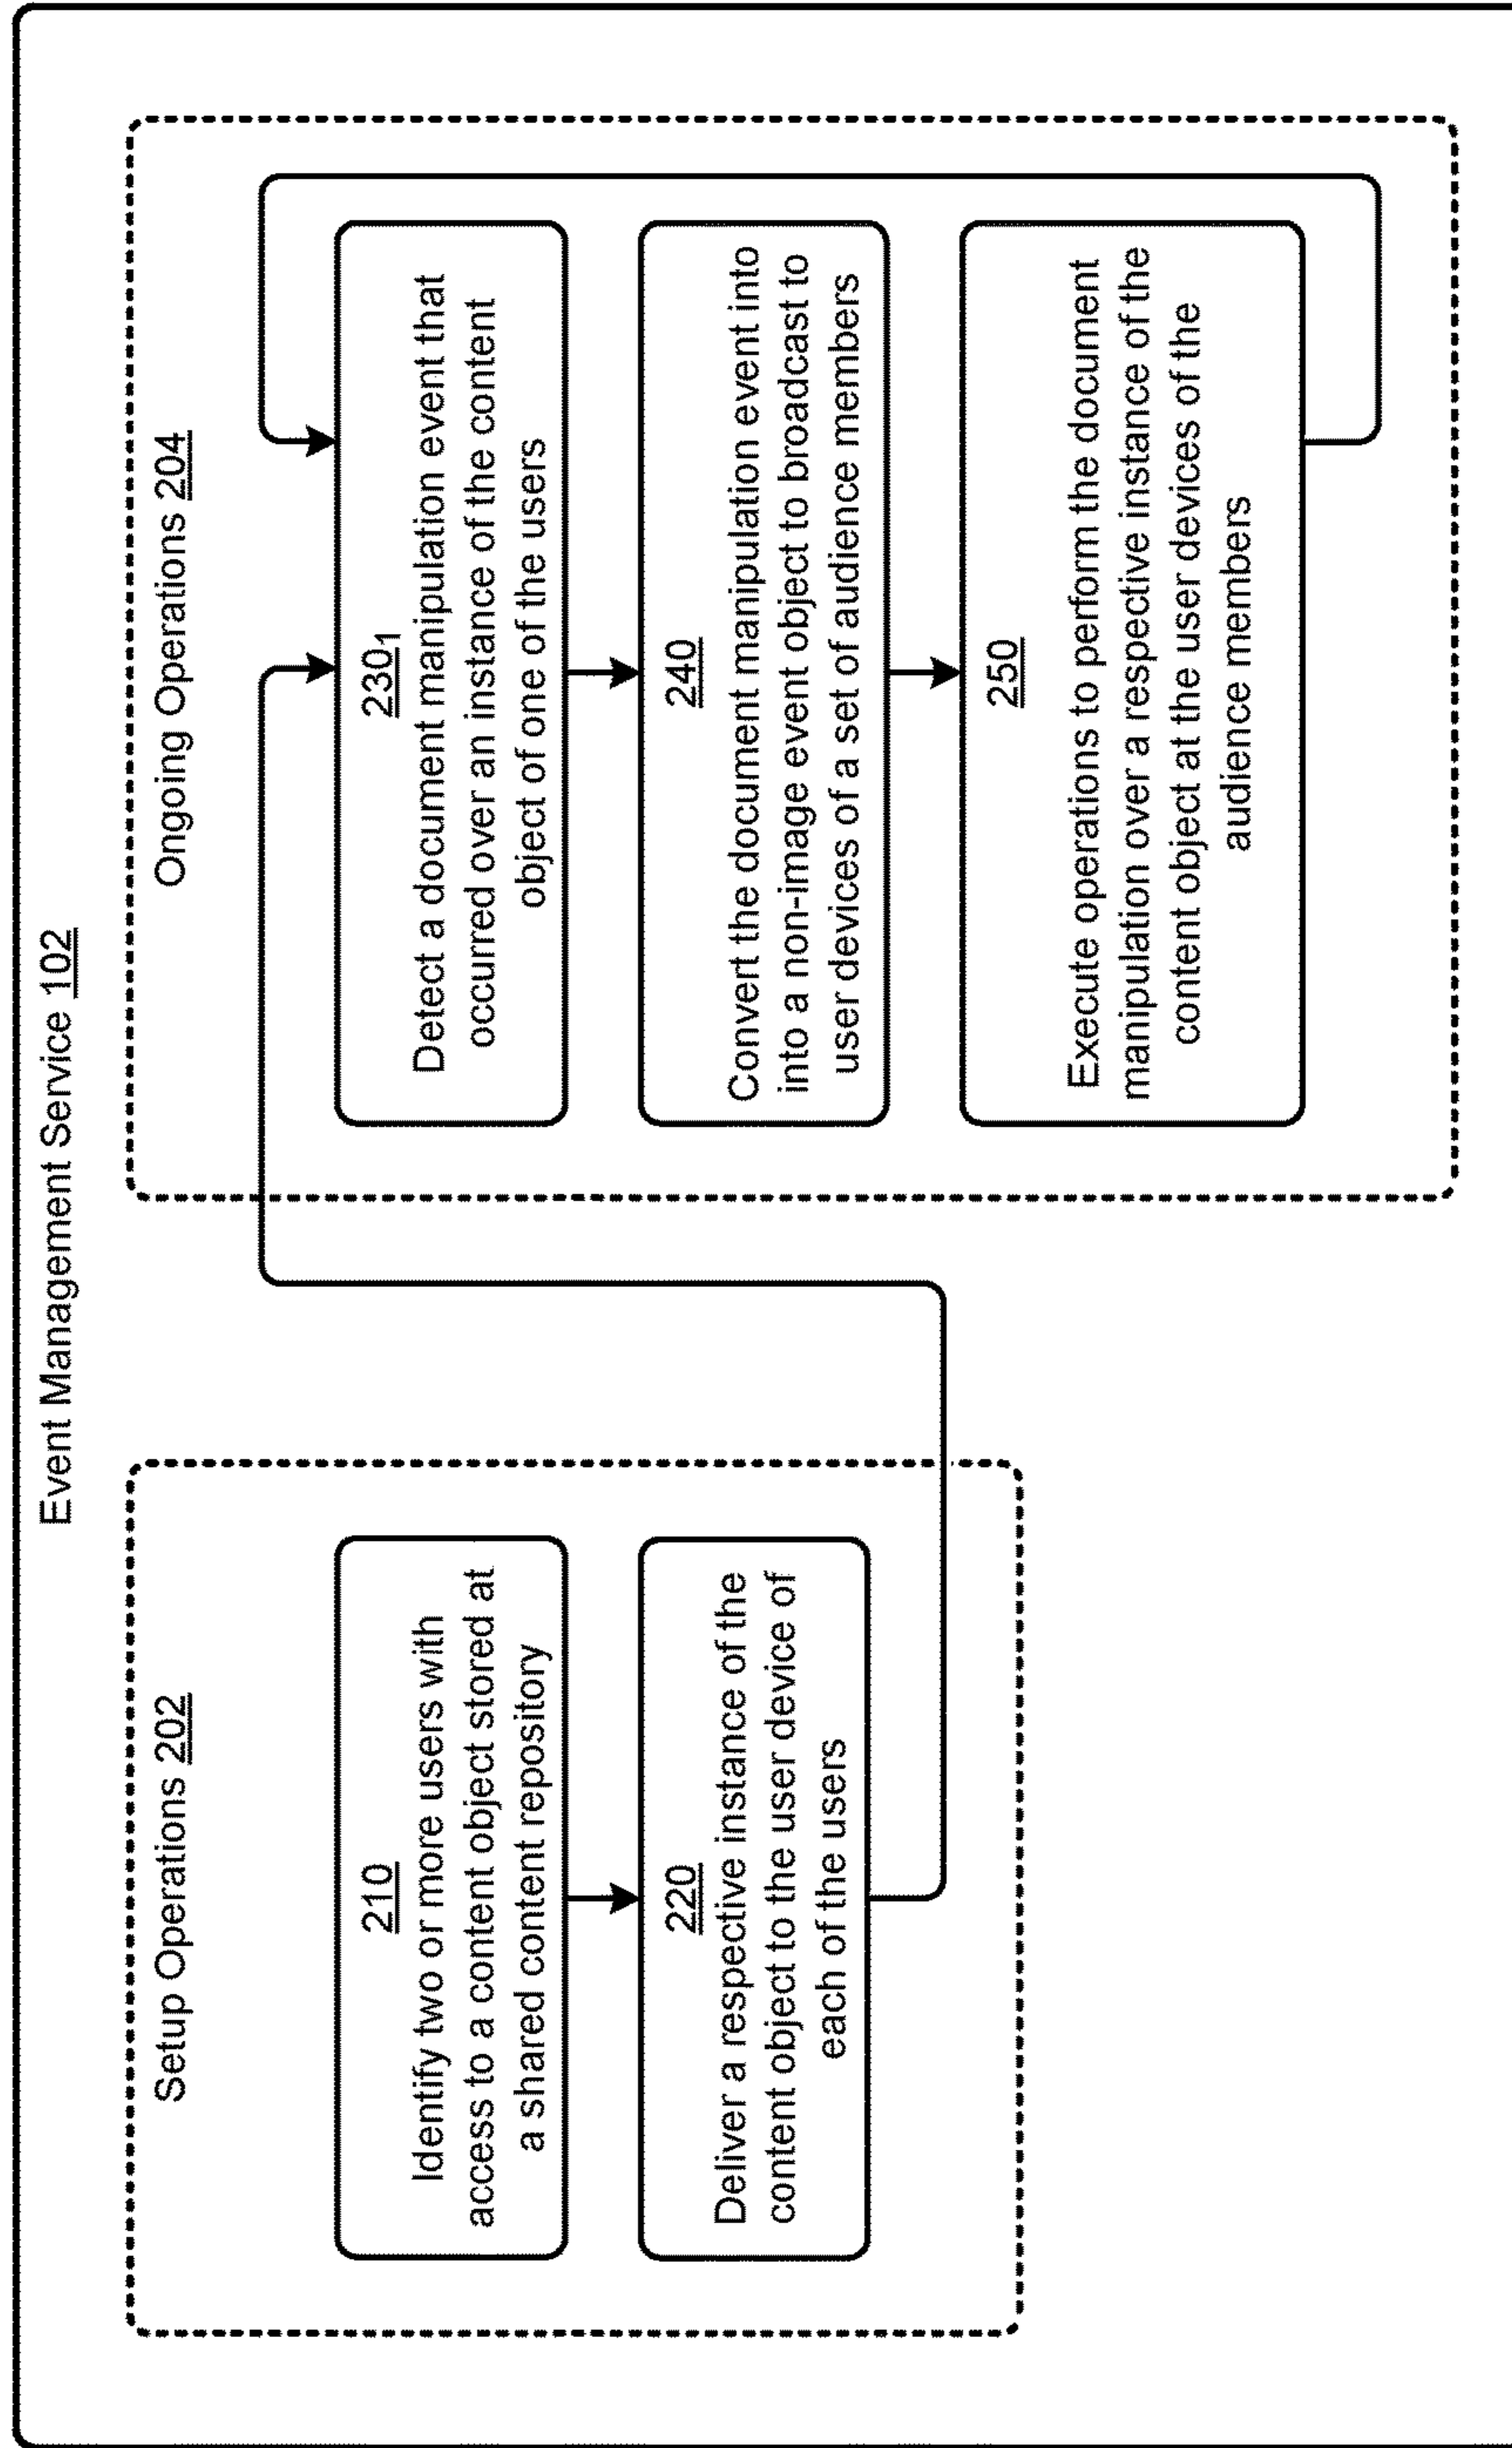 Event Management Service 102
Setup Operations 202
210
Identify two or more users with
access to a content object stored at
a shared content repository
220
Deliver a respective instance of the
content object to the user device of
each of the users
Ongoing Operations 204
230₁
Detect a document manipulation event that
occurred over an instance of the content
object of one of the users
240
Convert the document manipulation event into
into a non-image event object to broadcast to
user devices of a set of audience members
250
Execute operations to perform the document
manipulation over a respective instance of the
content object at the user devices of the
audience members